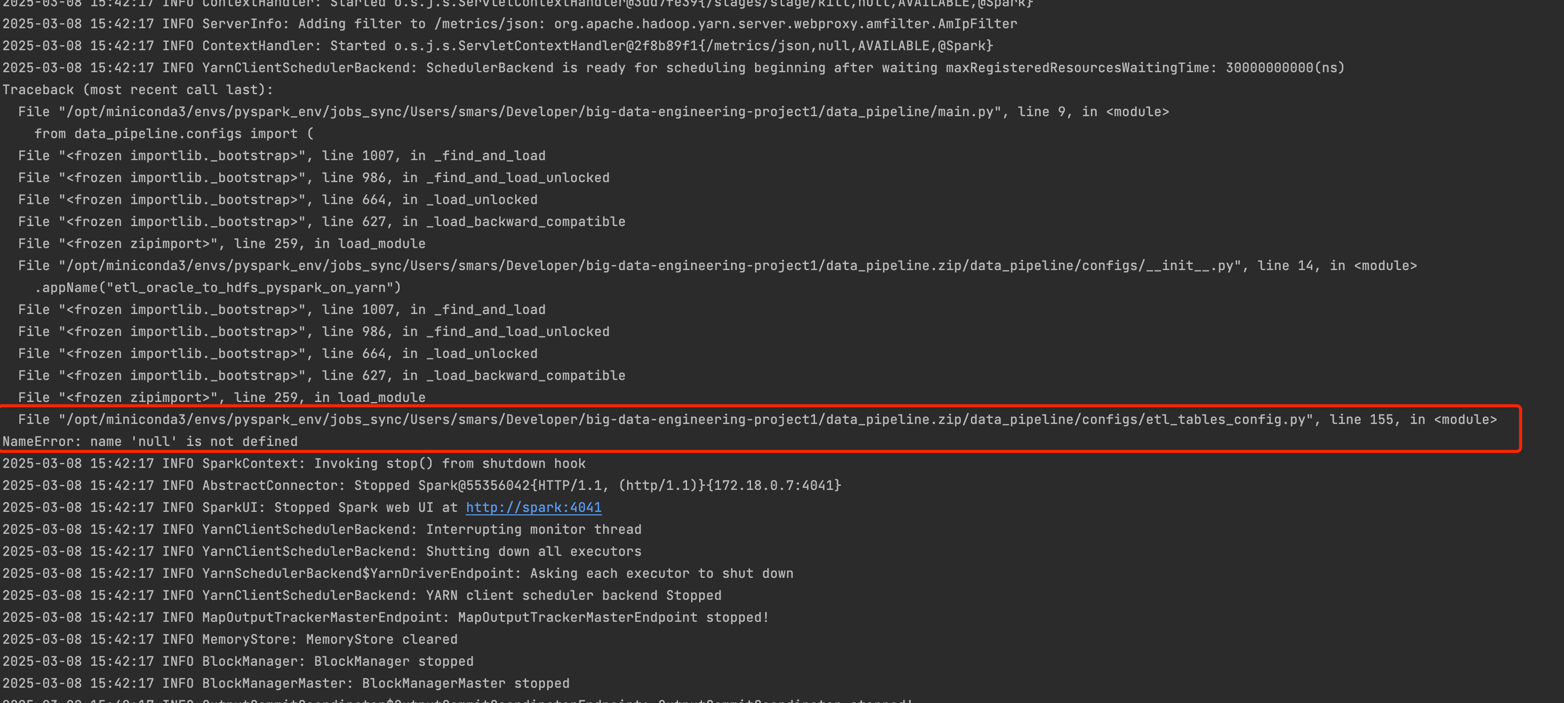 2025-03-08 15:42:17 INFO ContextHandler: Started o.s.j.s.ServletContextHandler@3dd7fe39{/stages/stage/kill,null,AVAILABLE,@Spark}
2025-03-08 15:42:17 INFO ServerInfo: Adding filter to /metrics/json: org.apache.hadoop.yarn.server.webproxy.amfilter.AmIpFilter
2025-03-08 15:42:17 INFO ContextHandler: Started o.s.j.s.ServletContextHandler@2f8b89f1{/metrics/json,null,AVAILABLE,@Spark}
2025-03-08 15:42:17 INFO YarnClientSchedulerBackend: SchedulerBackend is ready for scheduling beginning after waiting maxRegisteredResourcesWaitingTime: 30000000000(ns)
Traceback (most recent call last):
  File "/opt/miniconda3/envs/pyspark_env/jobs_sync/Users/smars/Developer/big-data-engineering-project1/data_pipeline/main.py", line 9, in <module>
    from data_pipeline.configs import (
  File "<frozen importlib._bootstrap>", line 1007, in _find_and_load
  File "<frozen importlib._bootstrap>", line 986, in _find_and_load_unlocked
  File "<frozen importlib._bootstrap>", line 664, in _load_unlocked
  File "<frozen importlib._bootstrap>", line 627, in _load_backward_compatible
  File "<frozen zipimport>", line 259, in load_module
  File "/opt/miniconda3/envs/pyspark_env/jobs_sync/Users/smars/Developer/big-data-engineering-project1/data_pipeline.zip/data_pipeline/configs/__init__.py", line 14, in <module>
    .appName("etl_oracle_to_hdfs_pyspark_on_yarn")
  File "<frozen importlib._bootstrap>", line 1007, in _find_and_load
  File "<frozen importlib._bootstrap>", line 986, in _find_and_load_unlocked
  File "<frozen importlib._bootstrap>", line 664, in _load_unlocked
  File "<frozen importlib._bootstrap>", line 627, in _load_backward_compatible
  File "<frozen zipimport>", line 259, in load_module
  File "/opt/miniconda3/envs/pyspark_env/jobs_sync/Users/smars/Developer/big-data-engineering-project1/data_pipeline.zip/data_pipeline/configs/etl_tables_config.py", line 155, in <module>
NameError: name 'null' is not defined
2025-03-08 15:42:17 INFO SparkContext: Invoking stop() from shutdown hook
2025-03-08 15:42:17 INFO AbstractConnector: Stopped Spark@55356042{HTTP/1.1, (http/1.1)}{172.18.0.7:4041}
2025-03-08 15:42:17 INFO SparkUI: Stopped Spark web UI at http://spark:4041
2025-03-08 15:42:17 INFO YarnClientSchedulerBackend: Interrupting monitor thread
2025-03-08 15:42:17 INFO YarnClientSchedulerBackend: Shutting down all executors
2025-03-08 15:42:17 INFO YarnSchedulerBackend$YarnDriverEndpoint: Asking each executor to shut down
2025-03-08 15:42:17 INFO YarnClientSchedulerBackend: YARN client scheduler backend Stopped
2025-03-08 15:42:17 INFO MapOutputTrackerMasterEndpoint: MapOutputTrackerMasterEndpoint stopped!
2025-03-08 15:42:17 INFO MemoryStore: MemoryStore cleared
2025-03-08 15:42:17 INFO BlockManager: BlockManager stopped
2025-03-08 15:42:17 INFO BlockManagerMaster: BlockManagerMaster stopped